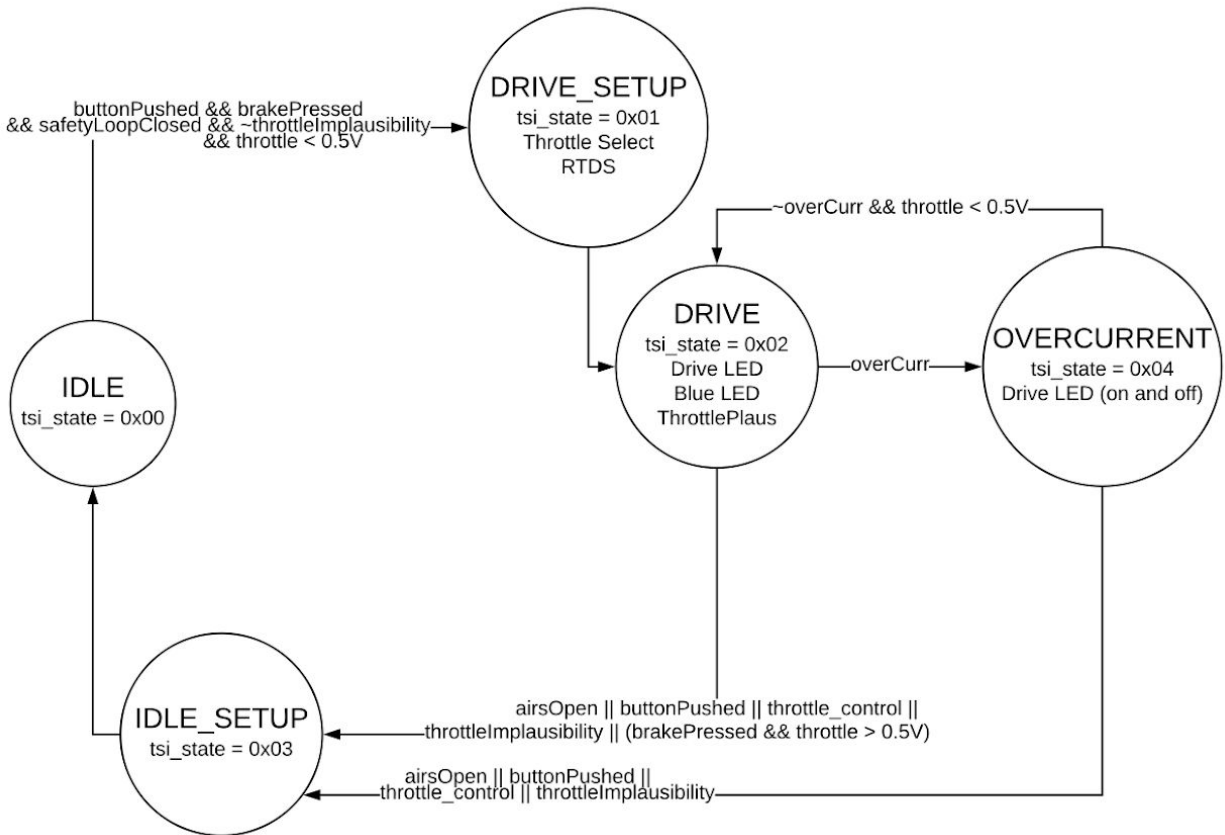 DRIVE_SETUP
tsi_state = 0x01
Throttle Select
RTDS
buttonPushed && brakePressed
&& safetyLoopClosed && ~throttleImplausibility
&& throttle < 0.5V
~overCurr && throttle < 0.5V
DRIVE
tsi_state = 0x02
Drive LED
Blue LED
ThrottlePlaus
overCurr
OVERCURRENT
tsi_state = 0x04
Drive LED (on and off)
IDLE
tsi_state = 0x00
IDLE_SETUP
tsi_state = 0x03
airsOpen || buttonPushed || throttle_control ||
throttleImplausibility || (brakePressed && throttle > 0.5V)
airsOpen || buttonPushed ||
throttle_control || throttleImplausibility